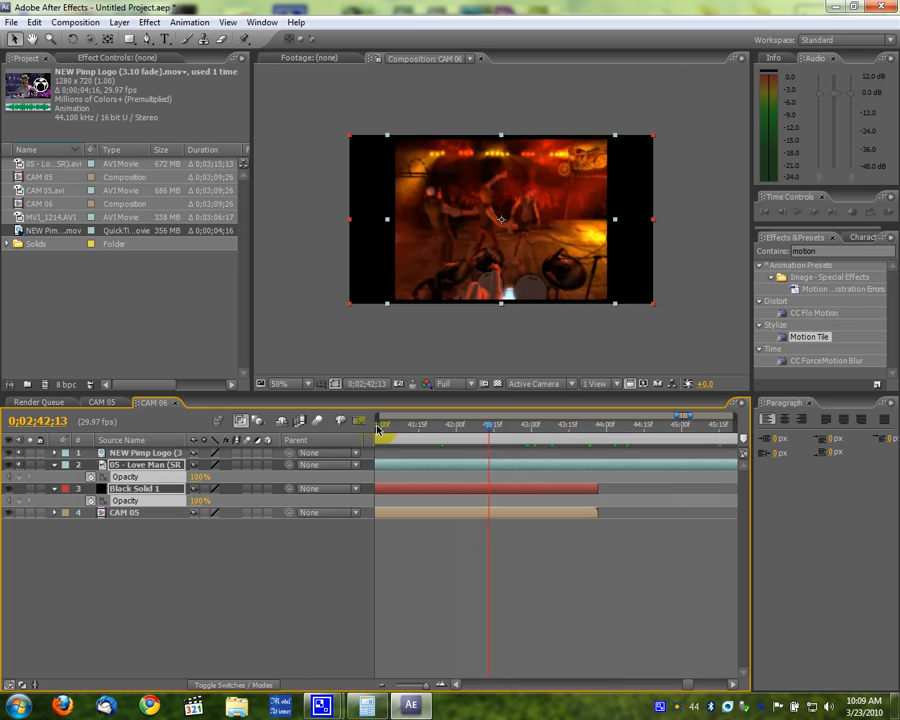 Adobe After Effects - Untitled Project.aep *
File Edit Composition Layer Effect Animation View Window Help
Workspace: Standard
Project Effect Controls: (none)
Footage: (none) Composition: CAM 06
Info Audio
NEW Pimp Logo (3.10 fade).mov, used 1 time
1280 x 720 (1.00)
Δ 0;00;04;16, 29.97 fps
Millions of Colors+ (Premultiplied)
Animation
44.100 kHz / 16 bit U / Stereo
0.0
-3.0
-6.0
-9.0
-12.0
-15.0
-18.0
-21.0
-24.0
12.0 dB
0.0 dB
-12.0
-24.0
-36.0
-48.0 dB
Name Type Size Duration
05 - Lo...SR).avi AVI Movie 672 MB Δ 0;03;15;13
CAM 05 Composition Δ 0;03;09;26
CAM 05.avi AVI Movie 686 MB Δ 0;03;09;26
CAM 06 Composition Δ 0;03;09;26
MVI_1214.AVI AVI Movie 338 MB Δ 0:03:06:17
NEW Pim....mov QuickTi...ovie 356 MB Δ 0;00;04;16
Solids Folder
Time Controls
Effects & Presets Charact
Contains: motion
* Animation Presets
Image - Special Effects
Motion ...istration Errors
Distort
CC Flo Motion
Stylize
Motion Tile
Time
CC Force Motion Blur
8 bpc
50% 0;02;42;13 Full Active Camera 1 View +0.0
Render Queue CAM 05 CAM 06
Paragraph
0;02;42;13 (29.97 fps)
41:15f 42:00f 42:15f 43:00f 43:15f 44:00f 44:15f 45:00f 45:15f
# Source Name Parent
0 px 0 px 0 px
0 px 0 px
1 NEW Pimp Logo (3 None
2 05 - Love Man (SR None
Opacity 100%
3 Black Solid 1 None
Opacity 100%
4 CAM 05 None
Toggle Switches / Modes
321
Ae
44
10:09 AM
3/23/2010